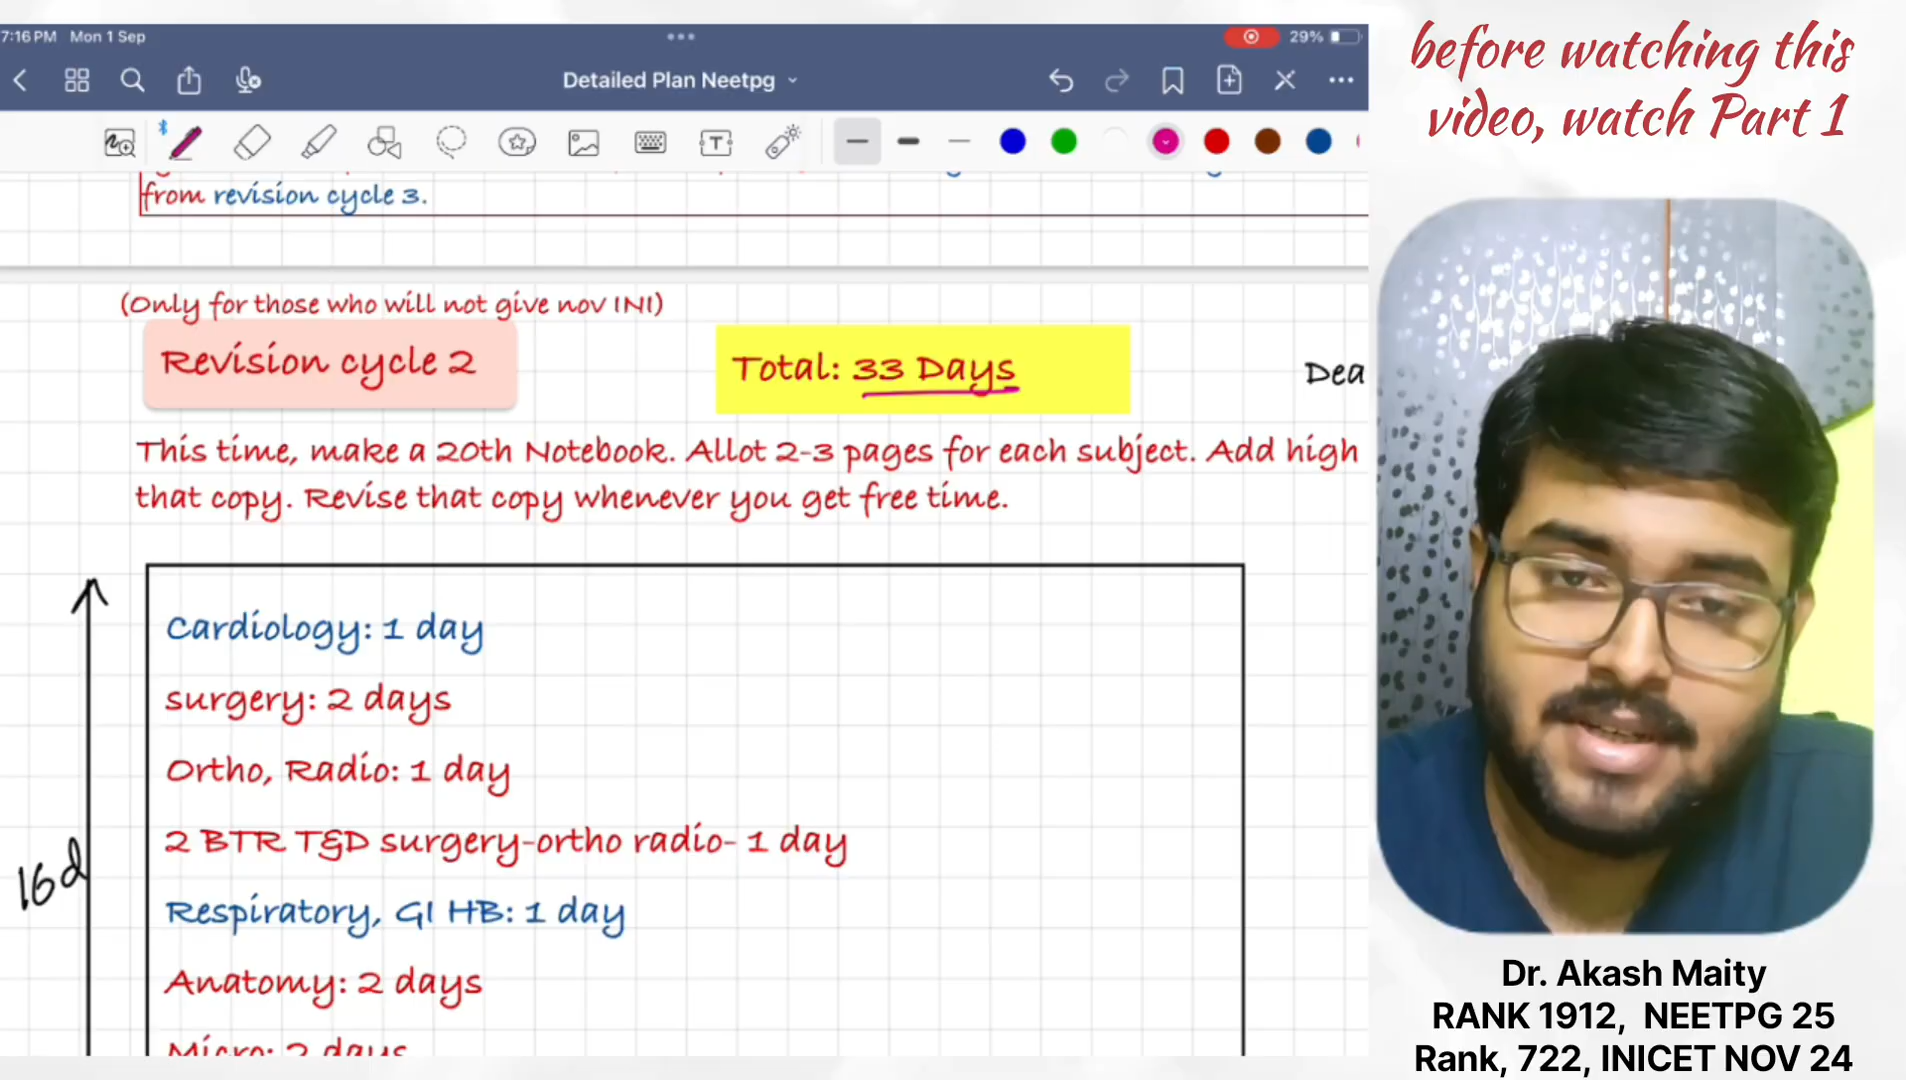 7:16 PM Mon 1 Sep
29%
before watching this
video, watch Part 1
Detailed Plan Neetpg
from revision cycle 3.
(Only for those who will not give nov INI)
Revision cycle 2
Total: 33 Days
Dea
This time, make a 20th Notebook. Allot 2-3 pages for each subject. Add high
that copy. Revise that copy whenever you get free time.
Cardiology: 1 day
surgery: 2 days
Ortho, Radio: 1 day
2 BTR T&D surgery-ortho radio- 1 day
16d
Respiratory, GI HB: 1 day
Anatomy: 2 days
Micro: 2 days
Dr. Akash Maity
RANK 1912, NEETPG 25
Rank, 722, INICET NOV 24